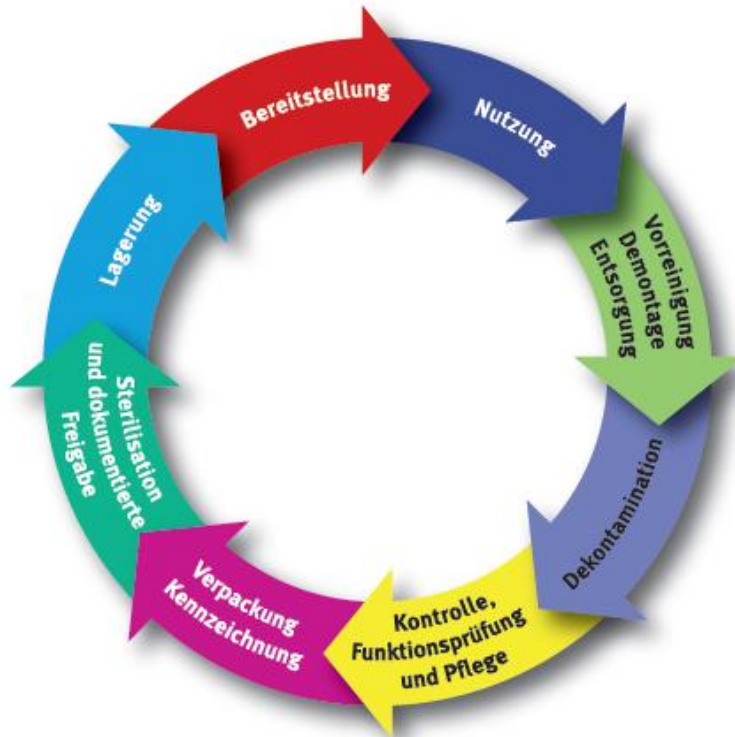 Bereitstellung
Nutzung
Vorreinigung
Demontage
Entsorgung
Dekontamination
Kontrolle,
Funktionsprüfung
und Pflege
Verpackung
Kennzeichnung
Sterilisation
und dokumentierte
Freigabe
Lagerung